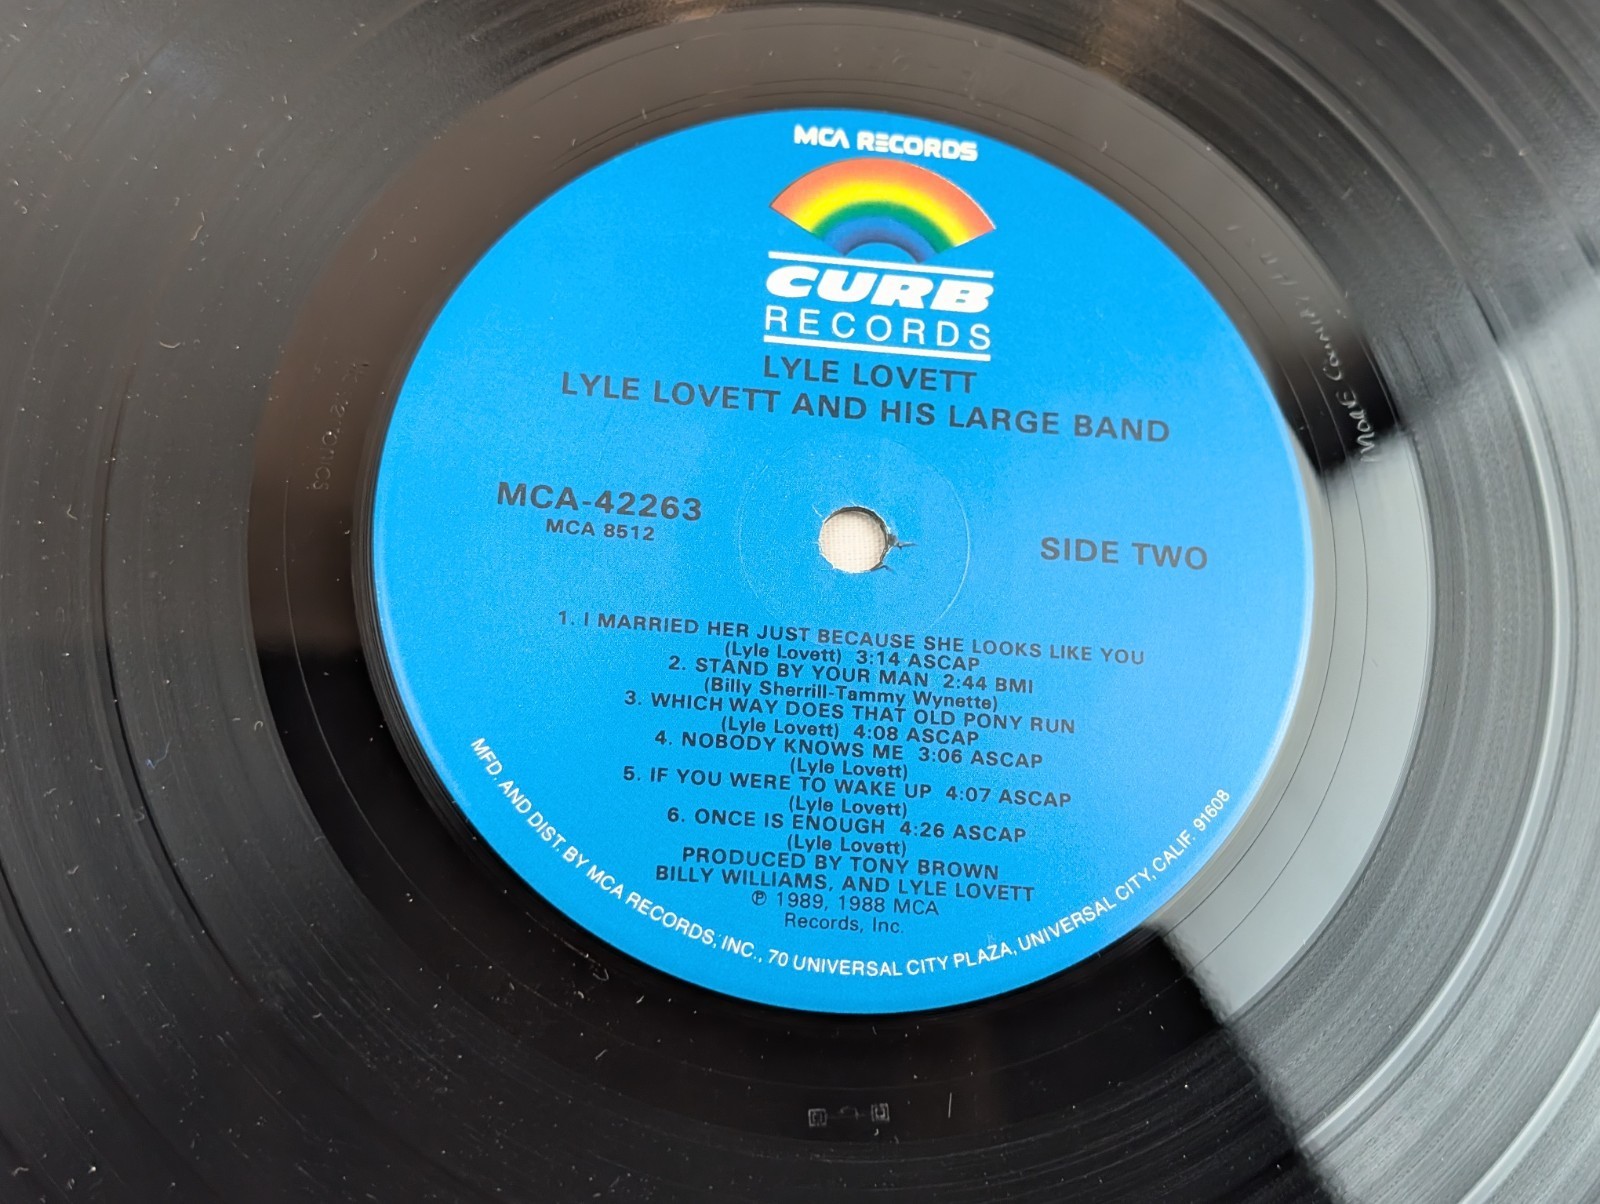 MCA RECORDS
CURB
RECORDS
LYLE LOVETT
LYLE LOVETT AND HIS LARGE BAND
MCA-42263
MCA 8512
SIDE TWO
1. I MARRIED HER JUST BECAUSE SHE LOOKS LIKE YOU
(Lyle Lovett) 3:14 ASCAP
2. STAND BY YOUR MAN 2:44 BMI
(Billy Sherrill-Tammy Wynette)
3. WHICH WAY DOES THAT OLD PONY RUN
(Lyle Lovett) 4:08 ASCAP
4. NOBODY KNOWS ME 3:06 ASCAP
(Lyle Lovett)
5. IF YOU WERE TO WAKE UP 4:07 ASCAP
(Lyle Lovett)
6. ONCE IS ENOUGH 4:26 ASCAP
(Lyle Lovett)
PRODUCED BY TONY BROWN
BILLY WILLIAMS, AND LYLE LOVETT
℗ 1989, 1988 MCA
Records, Inc.
MFD. AND DIST. BY MCA RECORDS, INC., 70 UNIVERSAL CITY PLAZA, UNIVERSAL CITY, CALIF. 91608